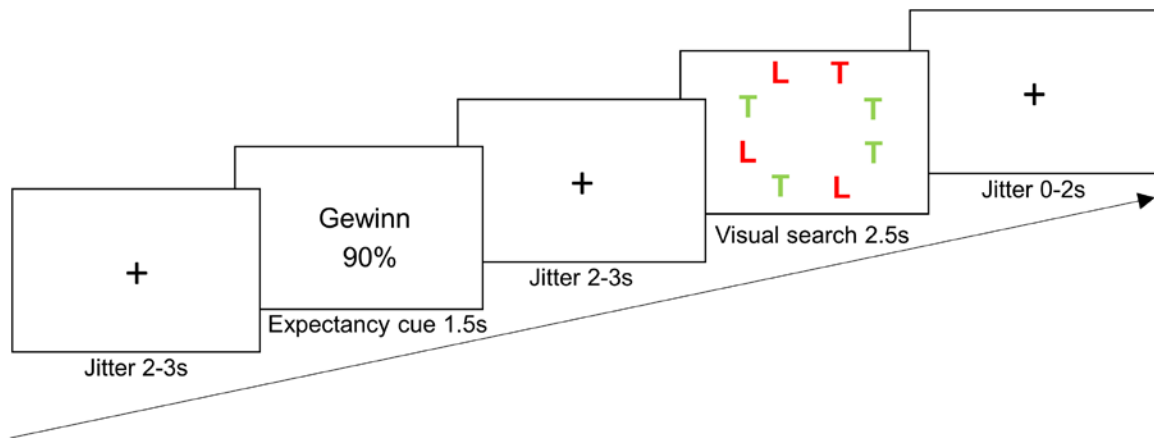 +
Jitter 2-3s
Gewinn
90%
Expectancy cue 1.5s
+
Jitter 2-3s
L T
T T
L T
T L
Visual search 2.5s
+
Jitter 0-2s